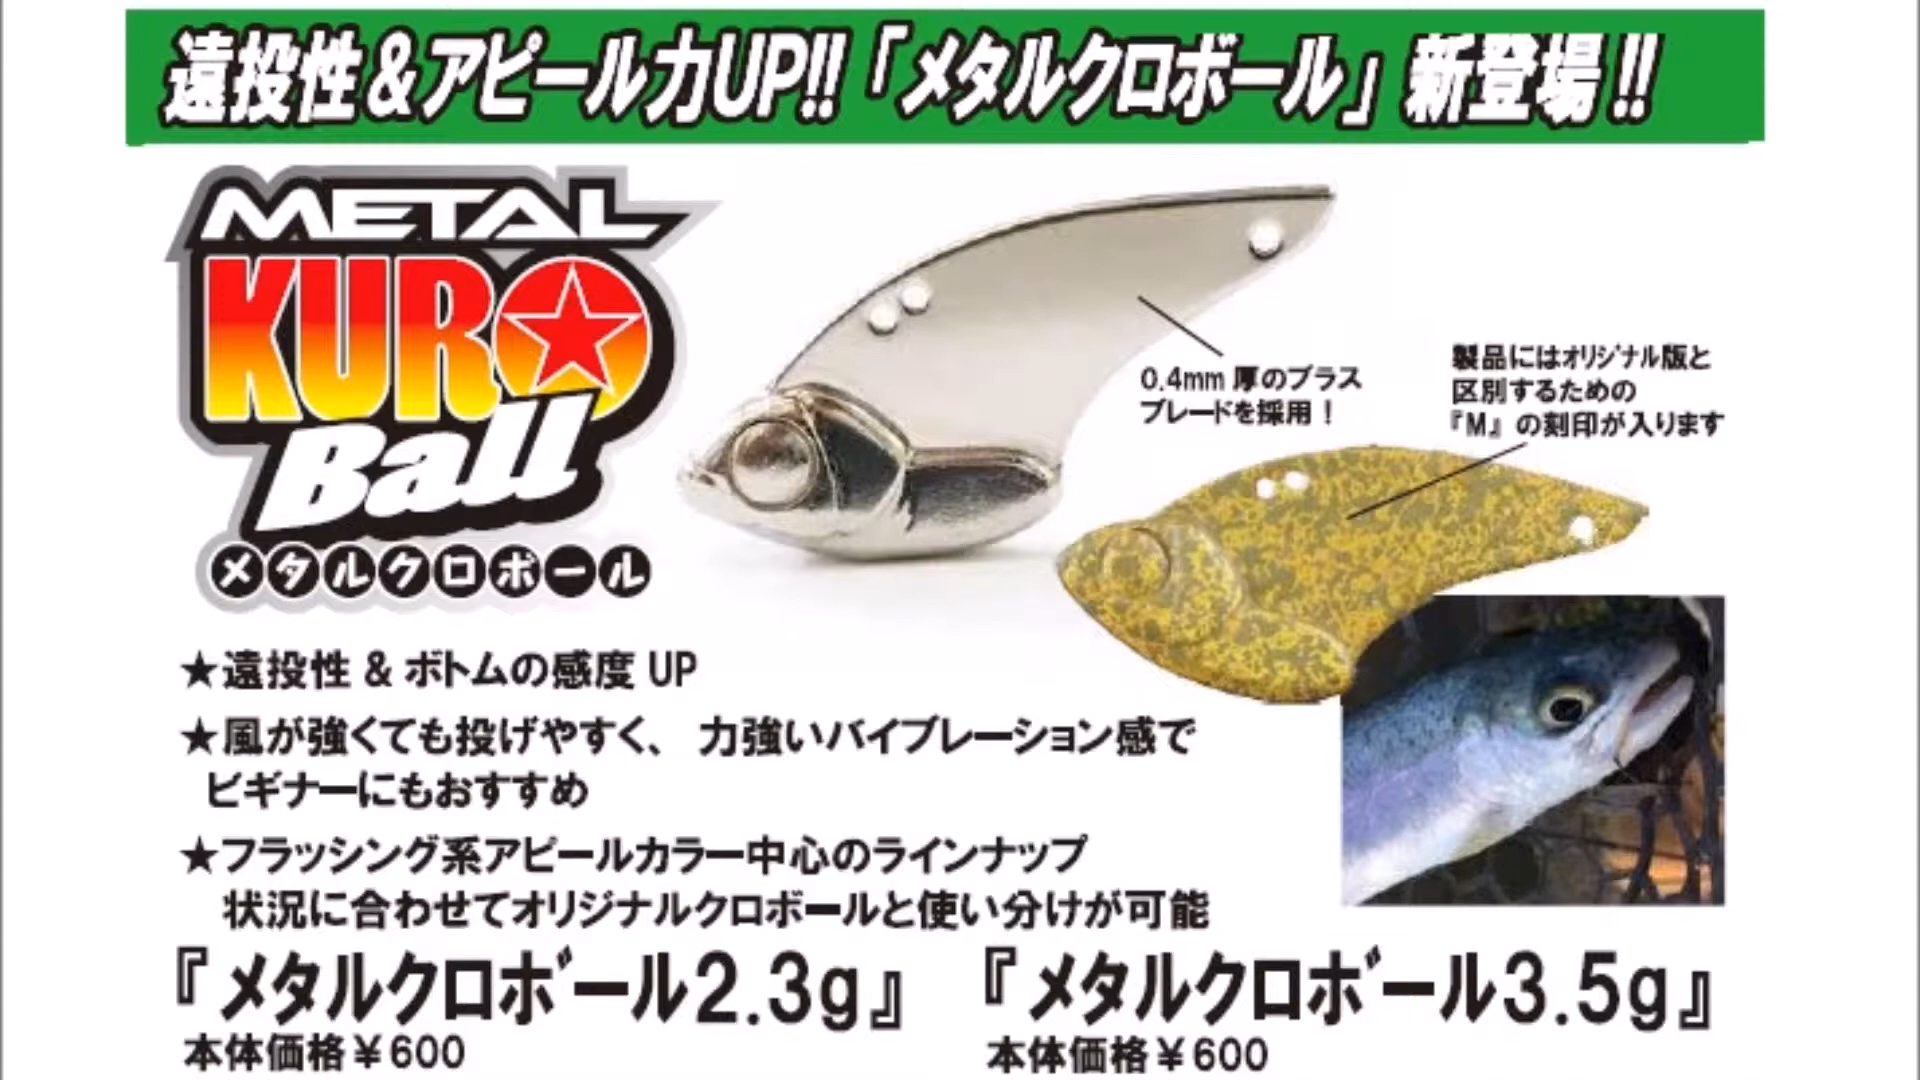 遠投性&アピール力UP!!「メタルクロボール」新登場!!
METAL
KURO
Ball
メタルクロボール
0.4mm 厚のブラス
ブレードを採用！
製品にはオリジナル版と
区別するための
『M』の刻印が入ります
★遠投性 & ボトムの感度 UP
★風が強くても投げやすく、力強いバイブレーション感で
ビギナーにもおすすめ
★フラッシング系アピールカラー中心のラインナップ
状況に合わせてオリジナルクロボールと使い分けが可能
『メタルクロボール2.3g』
本体価格￥600
『メタルクロボール3.5g』
本体価格￥600